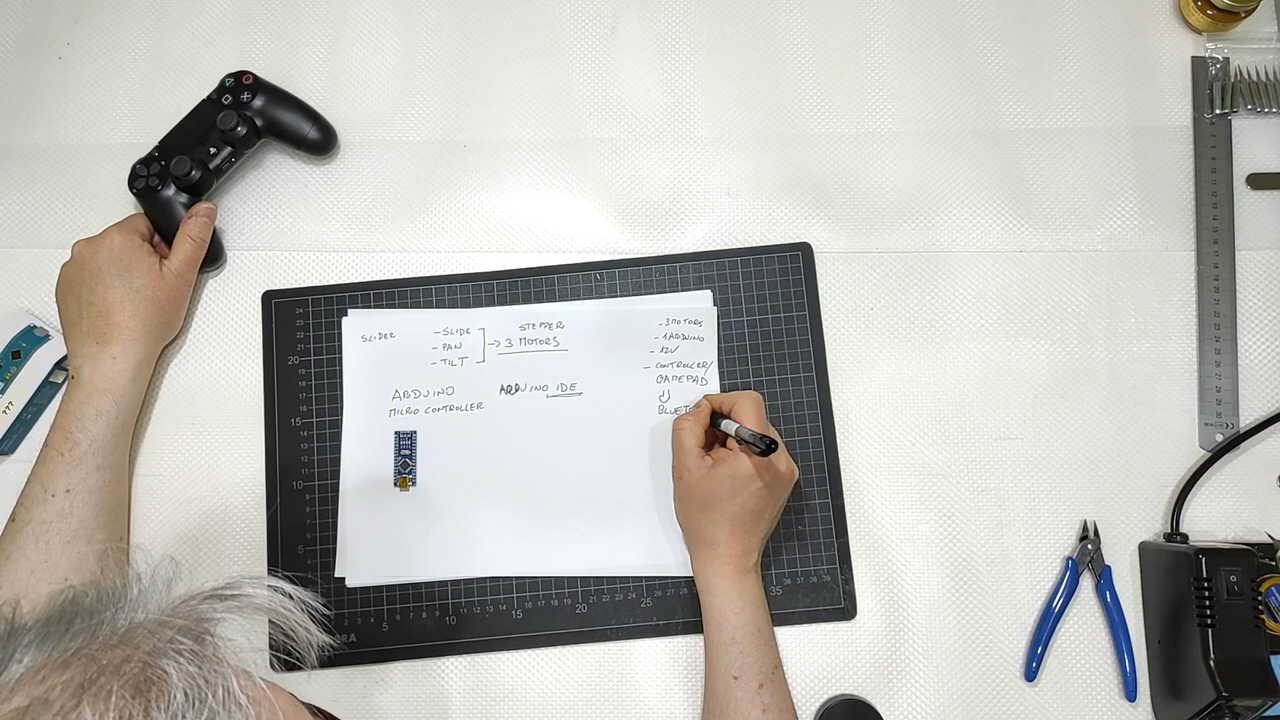 SLIDER
- SLIDE
- PAN
- TILT
→ 3 MOTORS
STEPPER
ARDUINO
MICRO CONTROLLER
ARDUINO IDE
- 3 MOTORS
- 1 ARDUINO
- 12V
- CONTROLLER/
GAMEPAD
???